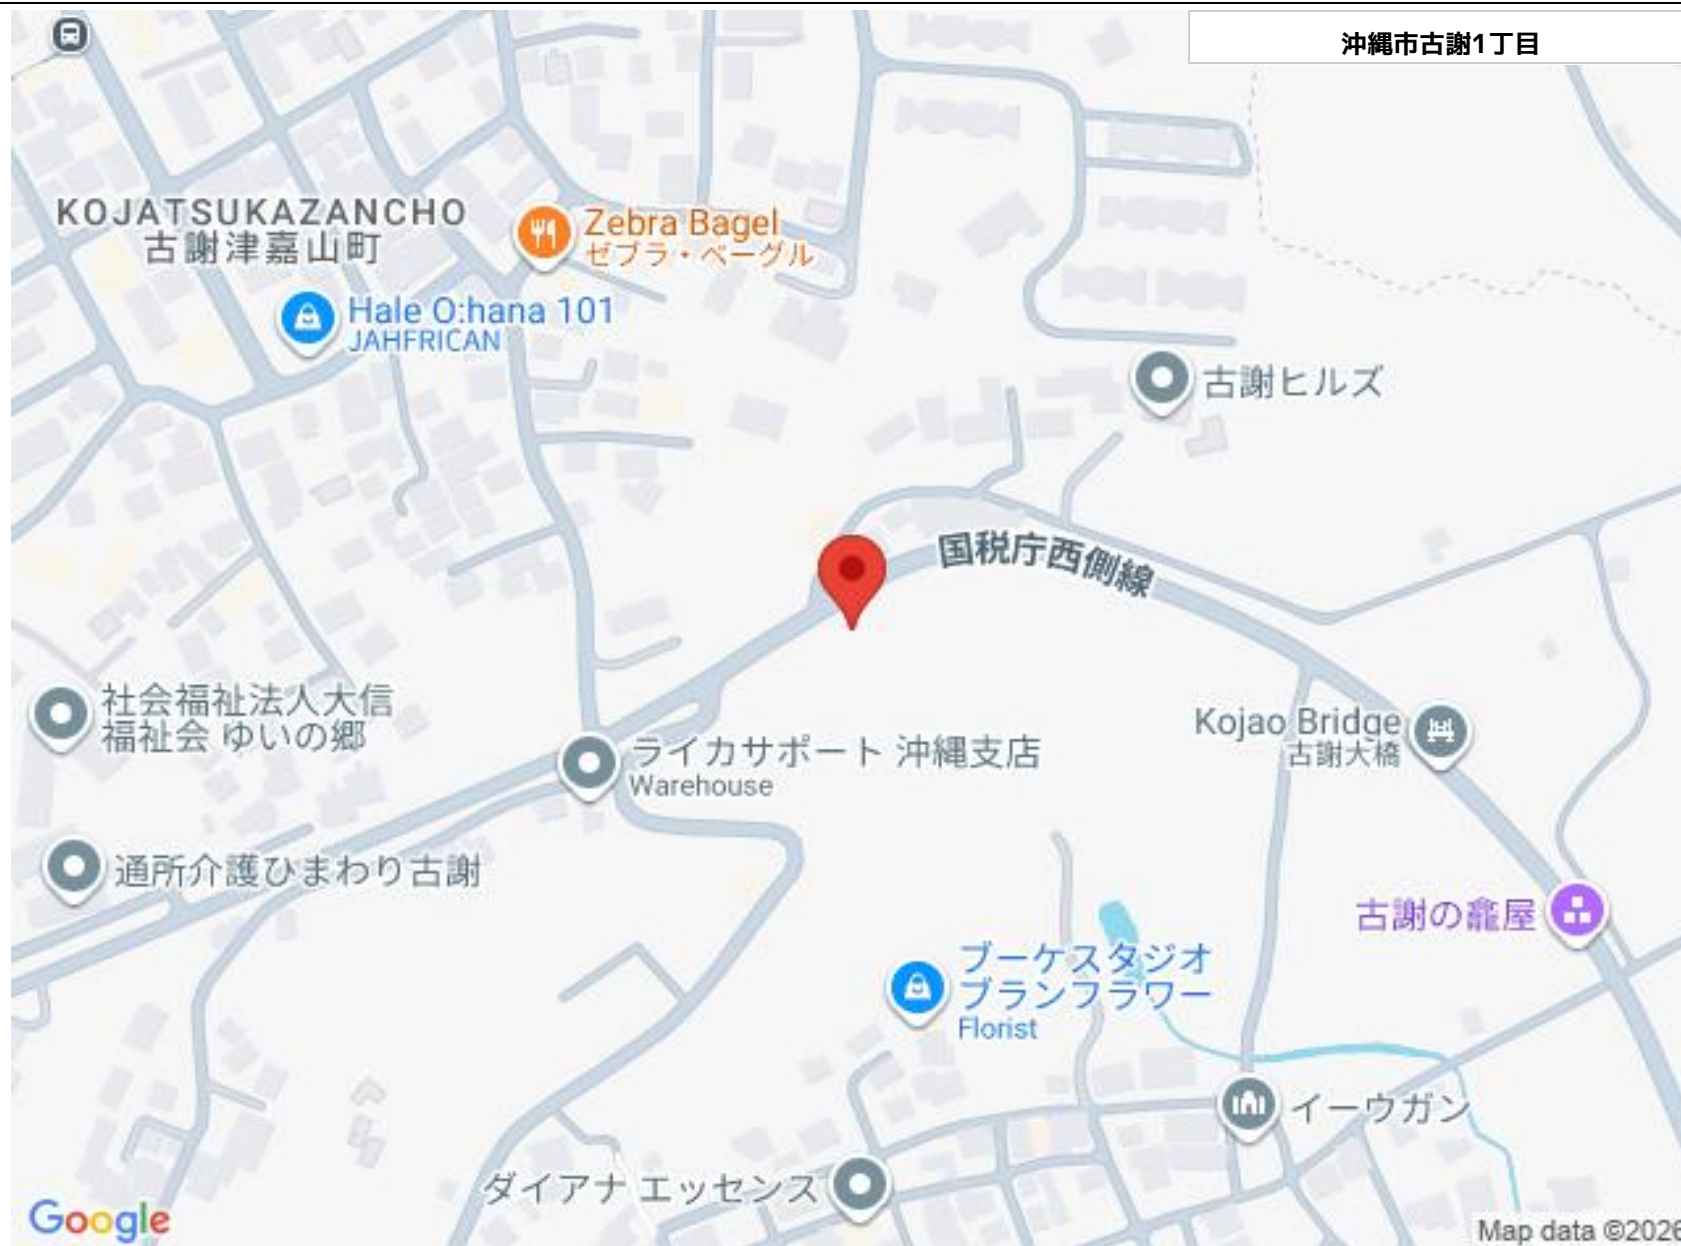 沖縄市古謝1丁目
KOJATSUKAZANCHO
古謝津嘉山町
Zebra Bagel
ゼブラ・ベーグル
Hale O:hana 101
JAHFRICAN
古謝ヒルズ
国税庁西側線
社会福祉法人大信
福祉会 ゆいの郷
ライカサポート 沖縄支店
Warehouse
Kojao Bridge
古謝大橋
通所介護ひまわり古謝
古謝の龕屋
ブーケスタジオ
ブランフラワー
Florist
イーウガン
ダイアナ エッセンス
Google
Map data ©2026